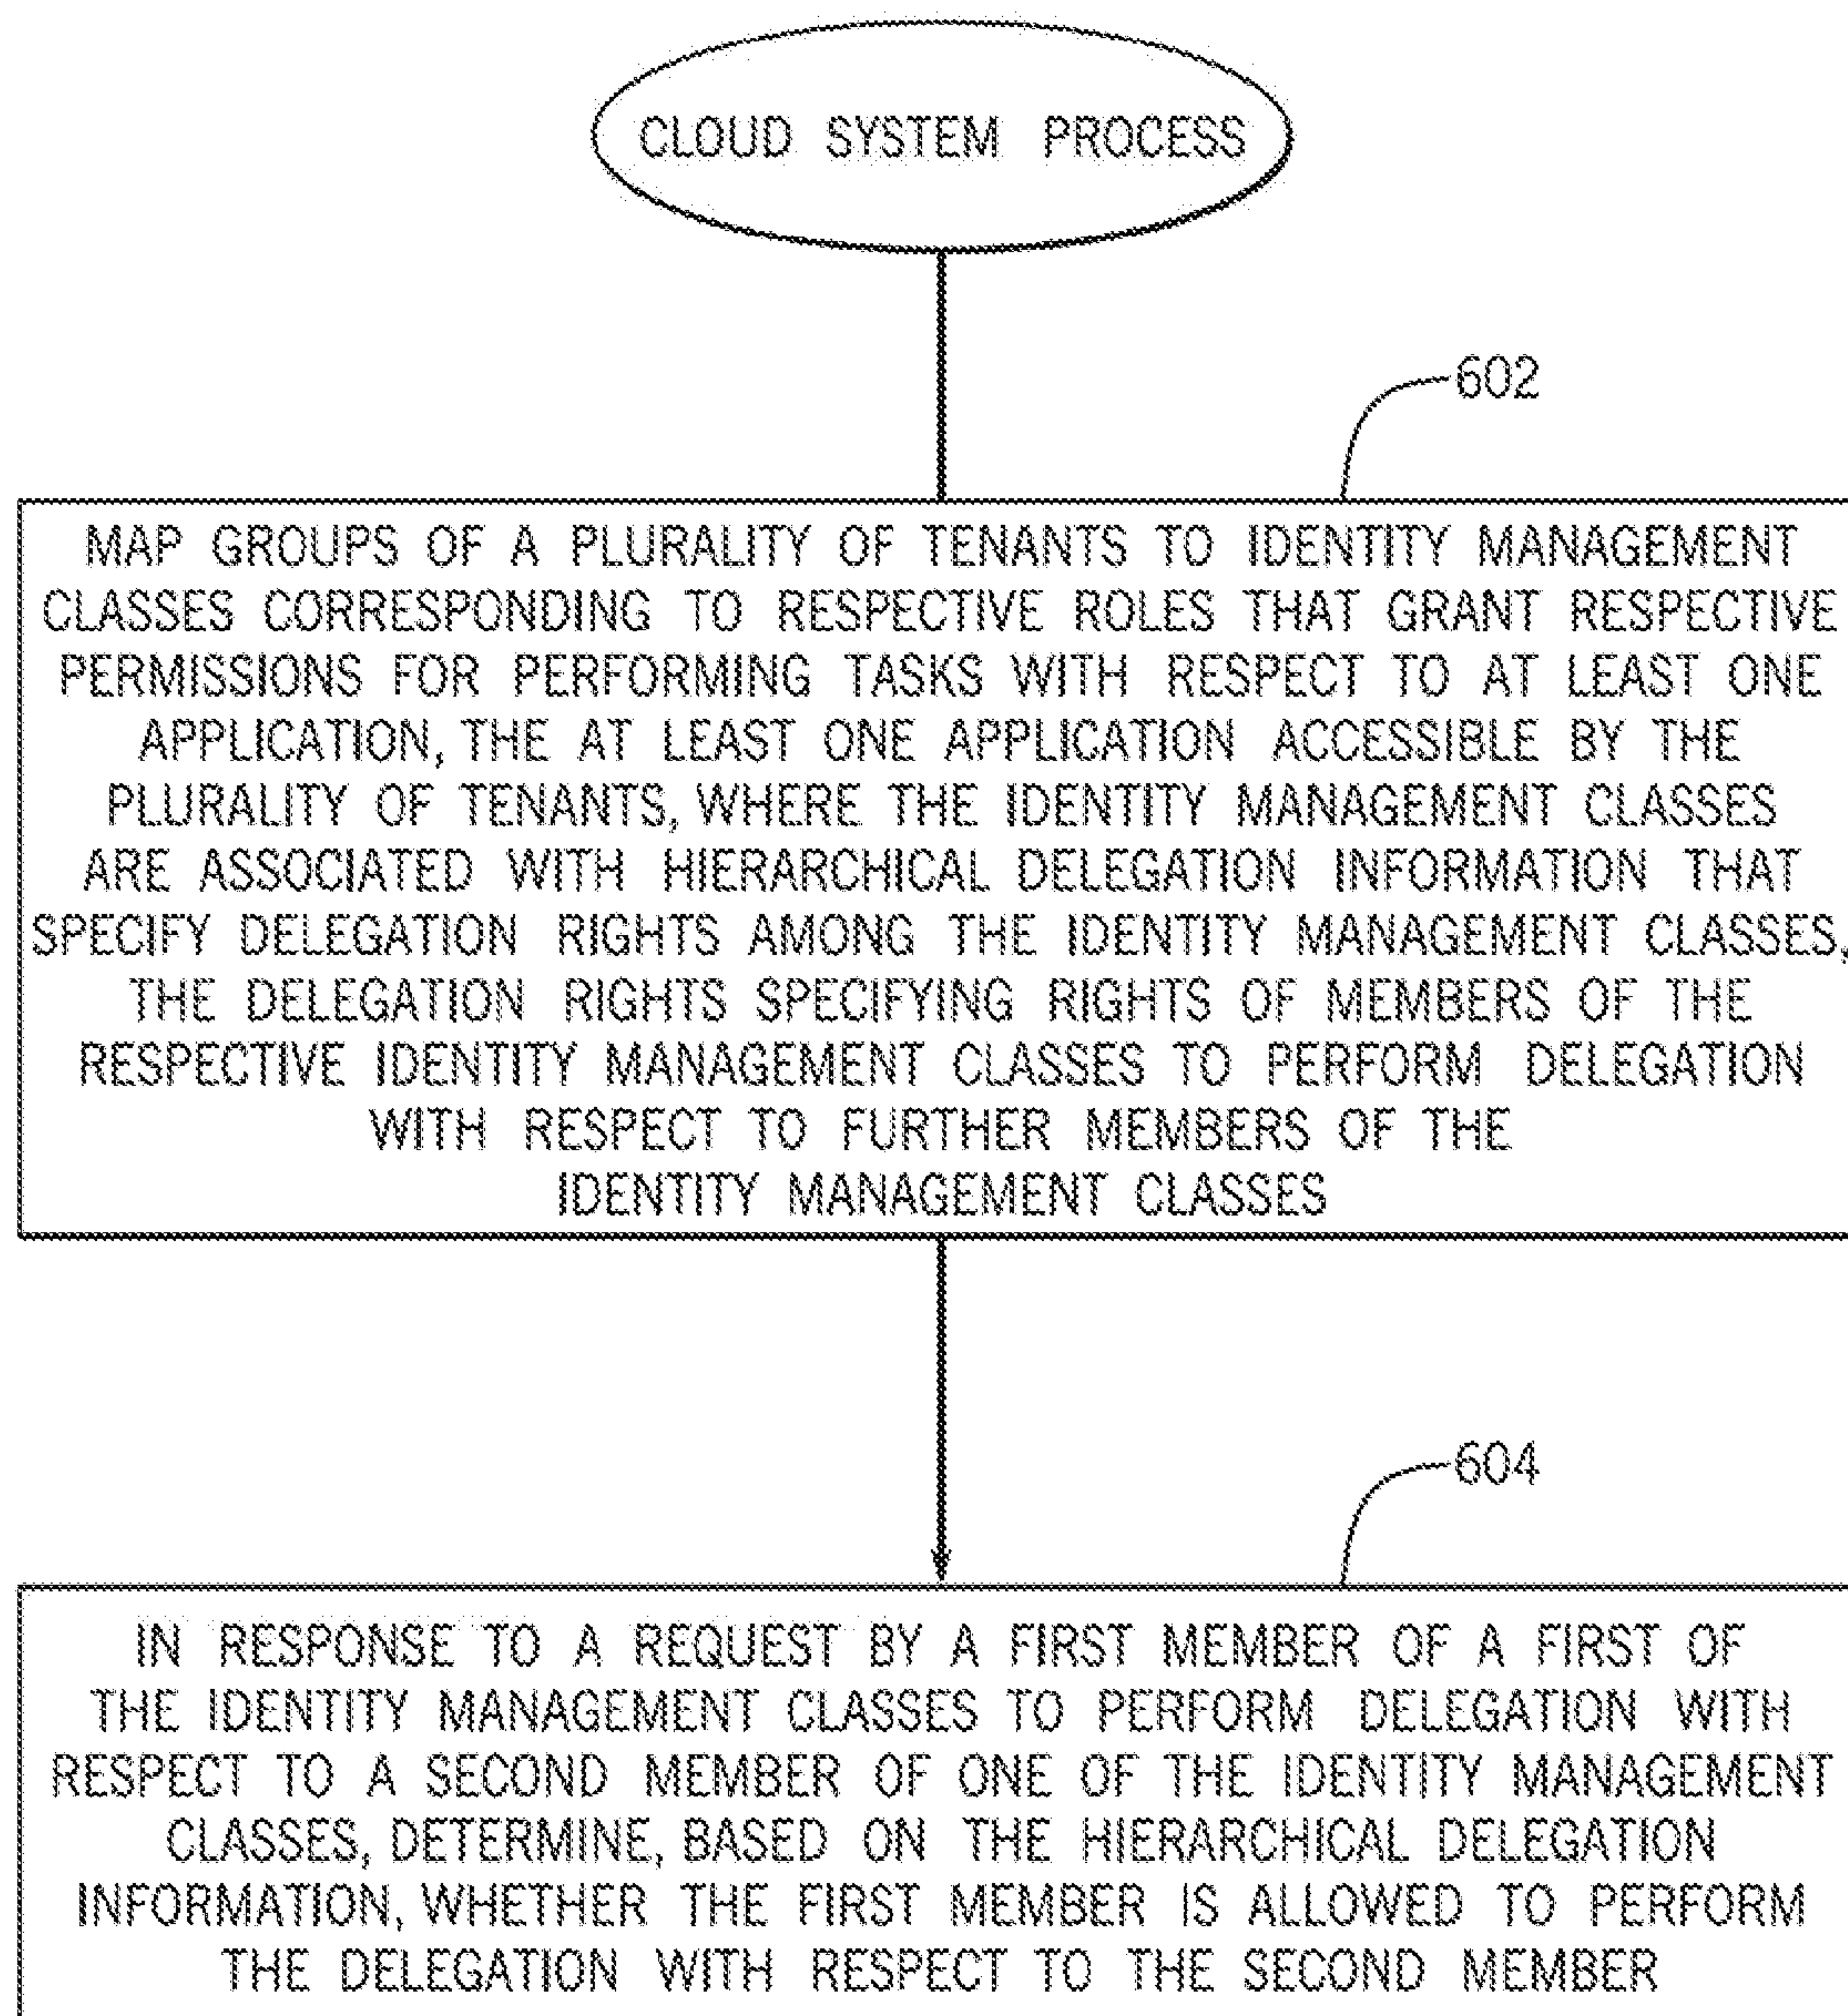 CLOUD SYSTEM PROCESS
602
MAP GROUPS OF A PLURALITY OF TENANTS TO IDENTITY MANAGEMENT
CLASSES CORRESPONDING TO RESPECTIVE ROLES THAT GRANT RESPECTIVE
PERMISSIONS FOR PERFORMING TASKS WITH RESPECT TO AT LEAST ONE
APPLICATION, THE AT LEAST ONE APPLICATION ACCESSIBLE BY THE
PLURALITY OF TENANTS, WHERE THE IDENTITY MANAGEMENT CLASSES
ARE ASSOCIATED WITH HIERARCHICAL DELEGATION INFORMATION THAT
SPECIFY DELEGATION RIGHTS AMONG THE IDENTITY MANAGEMENT CLASSES,
THE DELEGATION RIGHTS SPECIFYING RIGHTS OF MEMBERS OF THE
RESPECTIVE IDENTITY MANAGEMENT CLASSES TO PERFORM DELEGATION
WITH RESPECT TO FURTHER MEMBERS OF THE
IDENTITY MANAGEMENT CLASSES
604
IN RESPONSE TO A REQUEST BY A FIRST MEMBER OF A FIRST OF
THE IDENTITY MANAGEMENT CLASSES TO PERFORM DELEGATION WITH
RESPECT TO A SECOND MEMBER OF ONE OF THE IDENTITY MANAGEMENT
CLASSES, DETERMINE, BASED ON THE HIERARCHICAL DELEGATION
INFORMATION, WHETHER THE FIRST MEMBER IS ALLOWED TO PERFORM
THE DELEGATION WITH RESPECT TO THE SECOND MEMBER